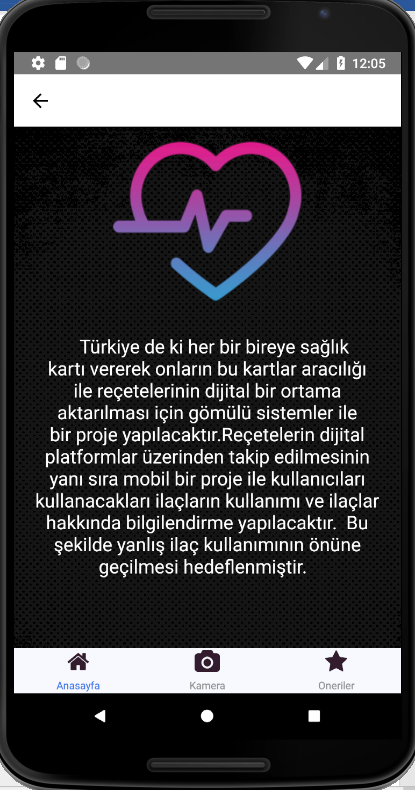 12:05
Türkiye de ki her bir bireye sağlık
kartı vererek onların bu kartlar aracılığı
ile reçetelerinin dijital bir ortama
aktarılması için gömülü sistemler ile
bir proje yapılacaktır.Reçetelerin dijital
platformlar üzerinden takip edilmesinin
yanı sıra mobil bir proje ile kullanıcıları
kullanacakları ilaçların kullanımı ve ilaçlar
hakkında bilgilendirme yapılacaktır.  Bu
şekilde yanlış ilaç kullanımının önüne
geçilmesi hedeflenmiştir.
Anasayfa Kamera Oneriler